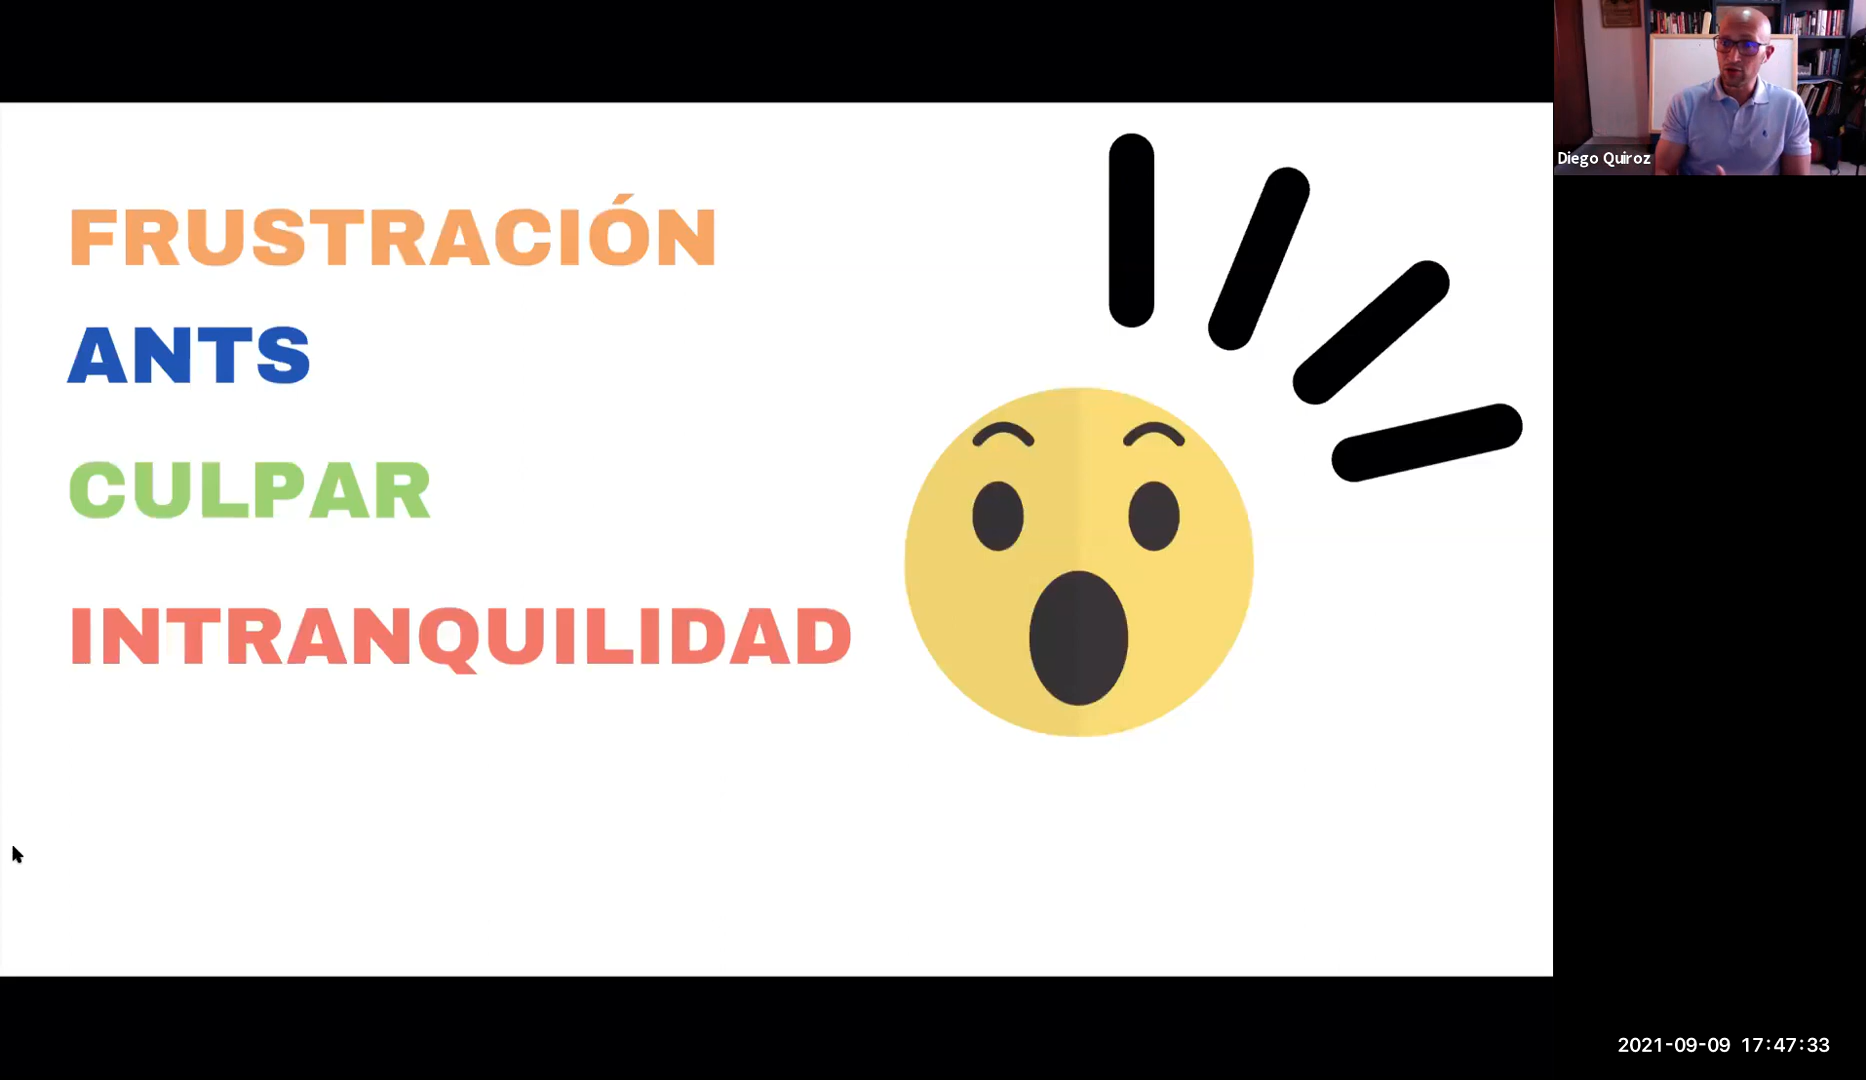 FRUSTRACIÓN
ANTS
CULPAR
INTRANQUILIDAD
Diego Quiroz
2021-09-09 17:47:33